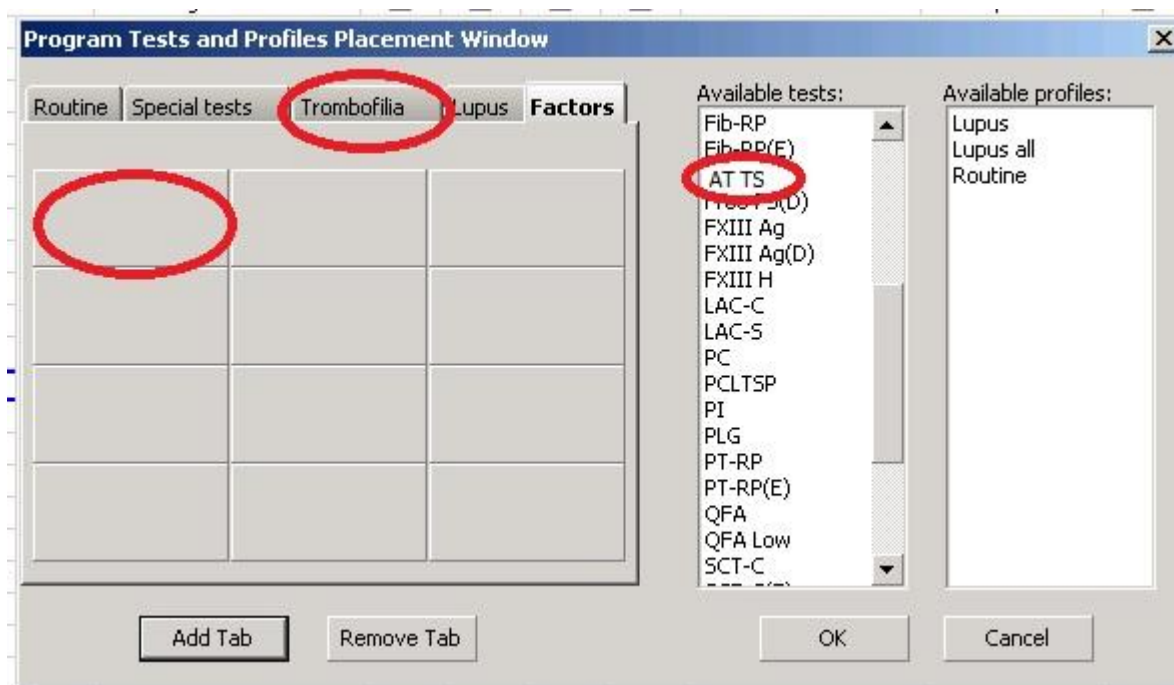 Program Tests and Profiles Placement Window
Routine Special tests Trombofilia Lupus Factors
Available tests:
Fib-RP
Fib-RP(E)
AT TS
FXIII Ag
FXIII Ag(D)
FXIII H
LAC-C
LAC-S
PC
PCLTSP
PI
PLG
PT-RP
PT-RP(E)
QFA
QFA Low
SCT-C
Available profiles:
Lupus
Lupus all
Routine
Add Tab Remove Tab OK Cancel